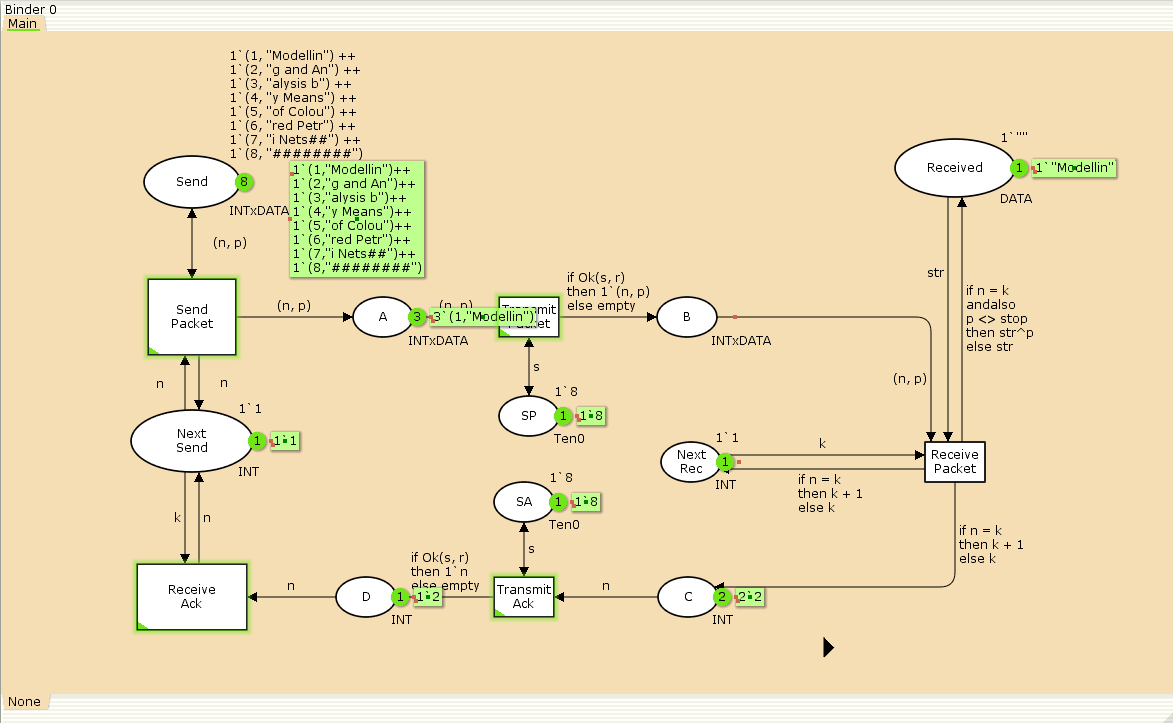 Binder 0
Main
1`(1, "Modellin") ++
1`(2, "g and An") ++
1`(3, "alysis b") ++
1`(4, "y Means") ++
1`(5, "of Colou") ++
1`(6, "red Petr") ++
1`(7, "i Nets##") ++
1`(8, "########")
Send
8
INTxDATA
1`(1,"Modellin")++
1`(2,"g and An")++
1`(3,"alysis b")++
1`(4,"y Means")++
1`(5,"of Colou")++
1`(6,"red Petr")++
1`(7,"i Nets##")++
1`(8,"########")
1`""
Received
1
1`"Modellin"
DATA
(n, p)
Send
Packet
(n, p)
A
3
3`(1,"Modellin")
INTxDATA
(n, p)
Transmit
Packet
if Ok(s, r)
then 1`(n, p)
else empty
B
INTxDATA
(n, p)
str
if n = k
andalso
p <> stop
then str^p
else str
s
1`8
SP
1
1`8
Ten0
n
n
1`1
Next
Send
1
1`1
INT
1`1
Next
Rec
1
INT
k
if n = k
then k + 1
else k
Receive
Packet
1`8
SA
1
1`8
Ten0
s
k
n
if n = k
then k + 1
else k
Receive
Ack
n
D
1
1`2
INT
if Ok(s, r)
then 1`n
else empty
Transmit
Ack
n
C
2
2`2
INT
None